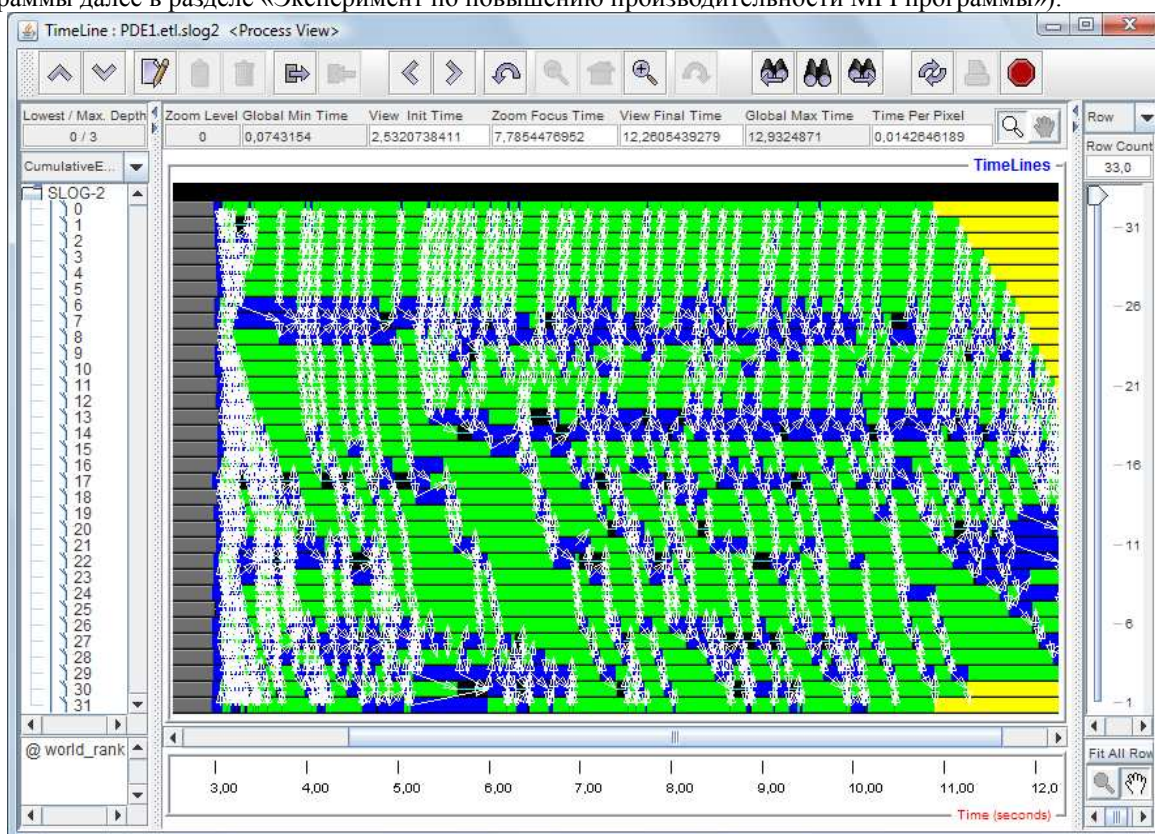 раммы далее в разделе «Эксперимент по повышению производительности MPI программы»).
TimeLine : PDE1.etl.slog2 <Process View>
Lowest / Max. Depth
0 / 3
Zoom Level
0
Global Min Time
0,0743154
View Init Time
2,5320738411
Zoom Focus Time
7,7854476952
View Final Time
12,2605439279
Global Max Time
12,9324871
Time Per Pixel
0,0142646189
Row
Row Count
33,0
CumulativeE...
TimeLines
SLOG-2
0
1
2
3
4
5
6
7
8
9
10
11
12
13
14
15
16
17
18
19
20
21
22
23
24
25
26
27
28
29
30
31
31
26
21
16
11
6
1
@ world_rank
Fit All Row
3,00 4,00 5,00 6,00 7,00 8,00 9,00 10,00 11,00 12,0
Time (seconds)